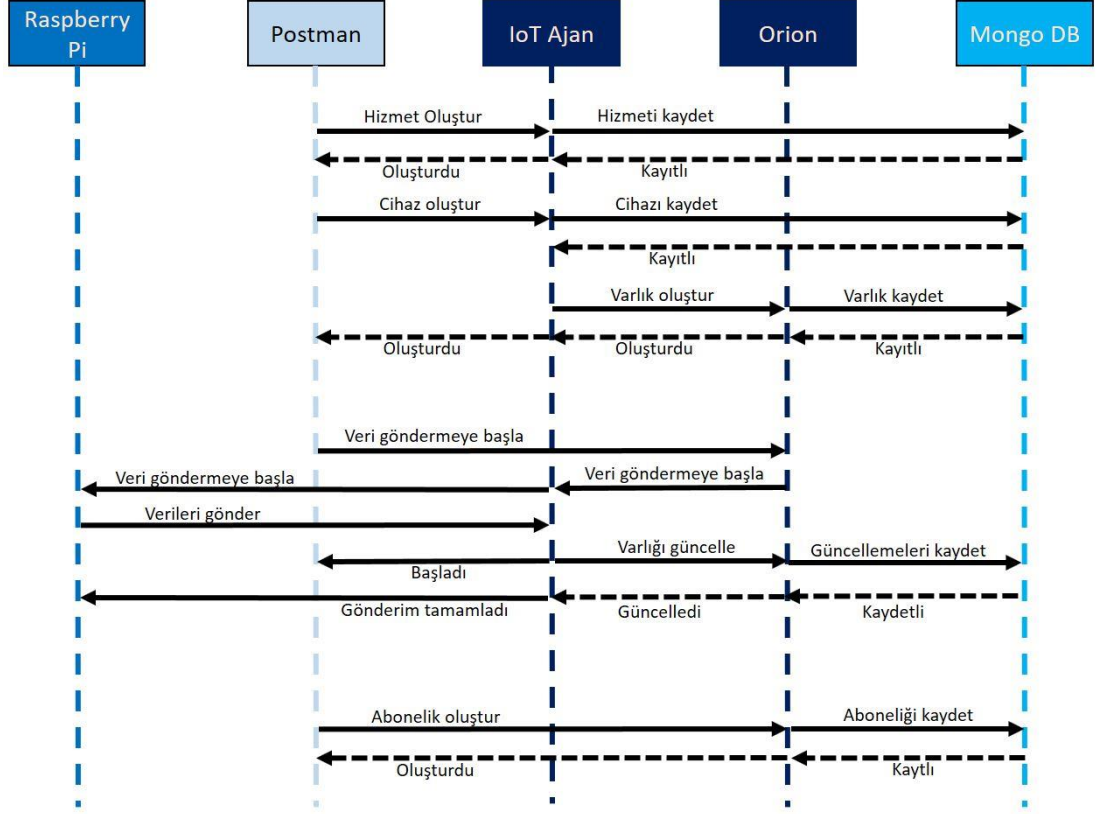 Raspberry
Pi
Postman
IoT Ajan
Orion
Mongo DB
Hizmet Oluştur
Hizmeti kaydet
Oluşturdu
Kayıtlı
Cihaz oluştur
Cihazı kaydet
Kayıtlı
Varlık oluştur
Varlık kaydet
Oluşturdu
Oluşturdu
Kayıtlı
Veri göndermeye başla
Veri göndermeye başla
Veri göndermeye başla
Verileri gönder
Varlığı güncelle
Güncellemeleri kaydet
Başladı
Gönderim tamamladı
Güncelledi
Kaydetli
Abonelik oluştur
Aboneliği kaydet
Oluşturdu
Kaytlı